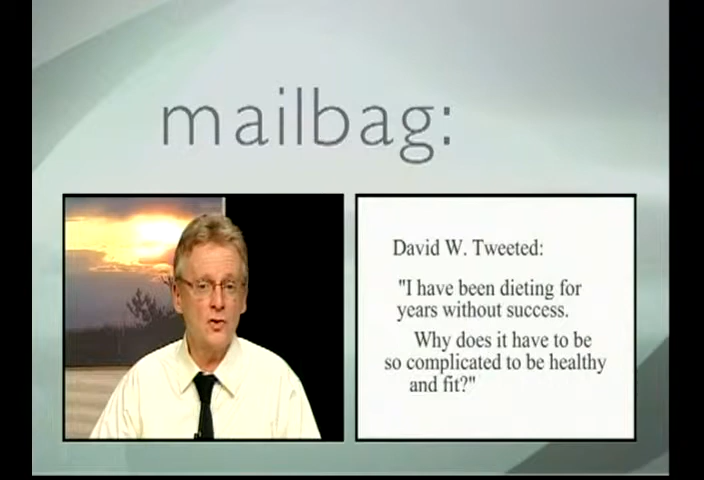 mailbag:
David W. Tweeted:
"I have been dieting for
years without success.
Why does it have to be
so complicated to be healthy
and fit?"